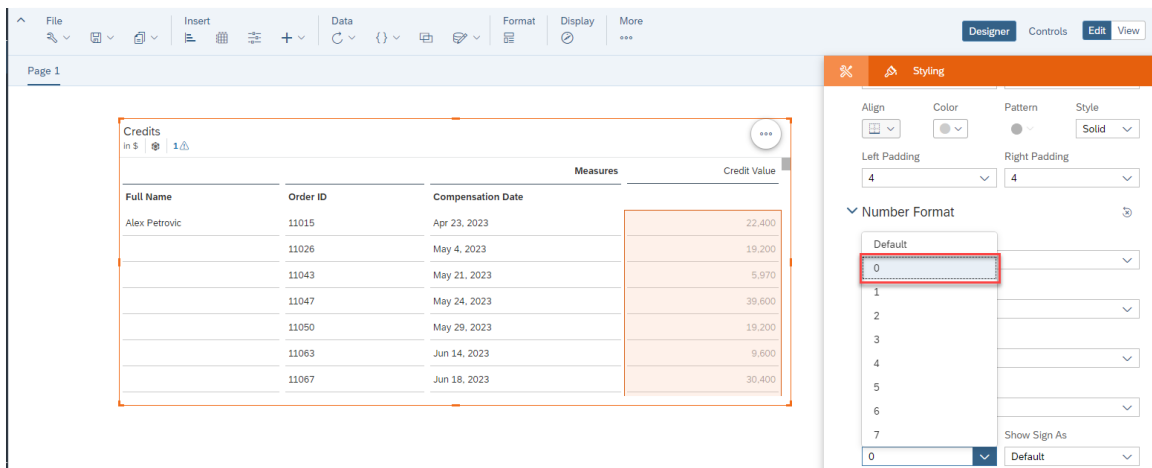 File Insert Data Format Display More
Designer Controls Edit View
Page 1
Styling
Align Color Pattern Style
Solid
Left Padding Right Padding
4 4
Number Format
Default
0
1
2
3
4
5
6
7
Show Sign As
0 Default
Credits
in $ 1
Measures Credit Value
Full Name Order ID Compensation Date
Alex Petrovic 11015 Apr 23, 2023 22,400
11026 May 4, 2023 19,200
11043 May 21, 2023 5,970
11047 May 24, 2023 39,600
11050 May 29, 2023 19,200
11063 Jun 14, 2023 9,600
11067 Jun 18, 2023 30,400